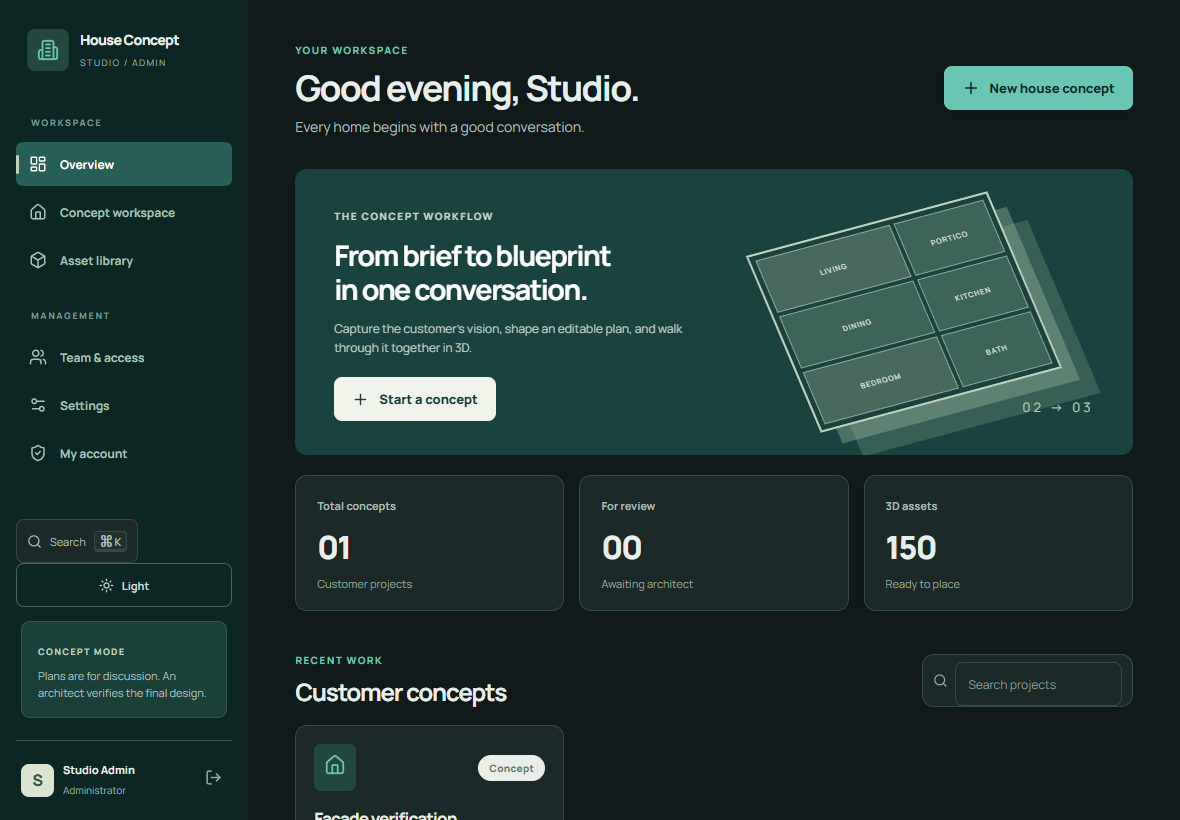 House Concept
STUDIO / ADMIN
WORKSPACE
Overview
Concept workspace
Asset library
MANAGEMENT
Team & access
Settings
My account
Search ⌘K
Light
CONCEPT MODE
Plans are for discussion. An
architect verifies the final design.
S
Studio Admin
Administrator
YOUR WORKSPACE
Good evening, Studio.
Every home begins with a good conversation.
New house concept
THE CONCEPT WORKFLOW
From brief to blueprint
in one conversation.
Capture the customer's vision, shape an editable plan, and walk
through it together in 3D.
Start a concept
LIVING
PORTICO
DINING
KITCHEN
BEDROOM
BATH
02 → 03
Total concepts
01
Customer projects
For review
00
Awaiting architect
3D assets
150
Ready to place
RECENT WORK
Customer concepts
Search projects
Concept
Facade verification